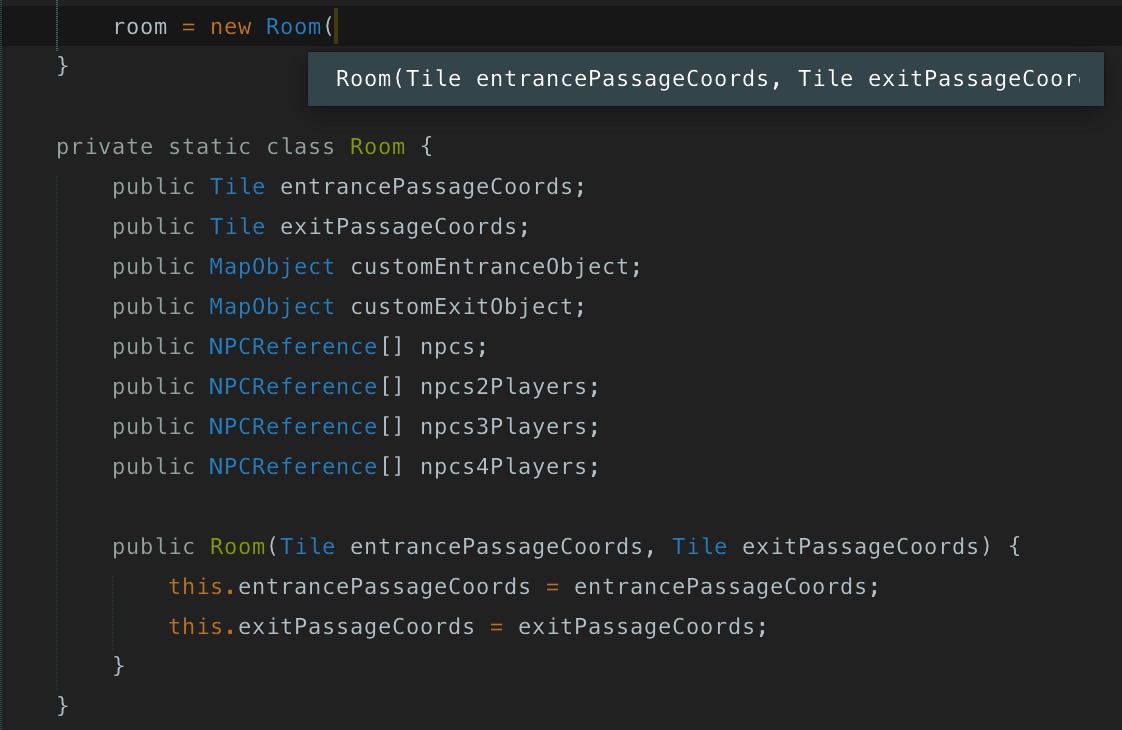 room = new Room(
}
Room(Tile entrancePassageCoords, Tile exitPassageCoor
private static class Room {
public Tile entrancePassageCoords;
public Tile exitPassageCoords;
public MapObject customEntranceObject;
public MapObject customExitObject;
public NPCReference[] npcs;
public NPCReference[] npcs2Players;
public NPCReference[] npcs3Players;
public NPCReference[] npcs4Players;
public Room(Tile entrancePassageCoords, Tile exitPassageCoords) {
this.entrancePassageCoords = entrancePassageCoords;
this.exitPassageCoords = exitPassageCoords;
}
}